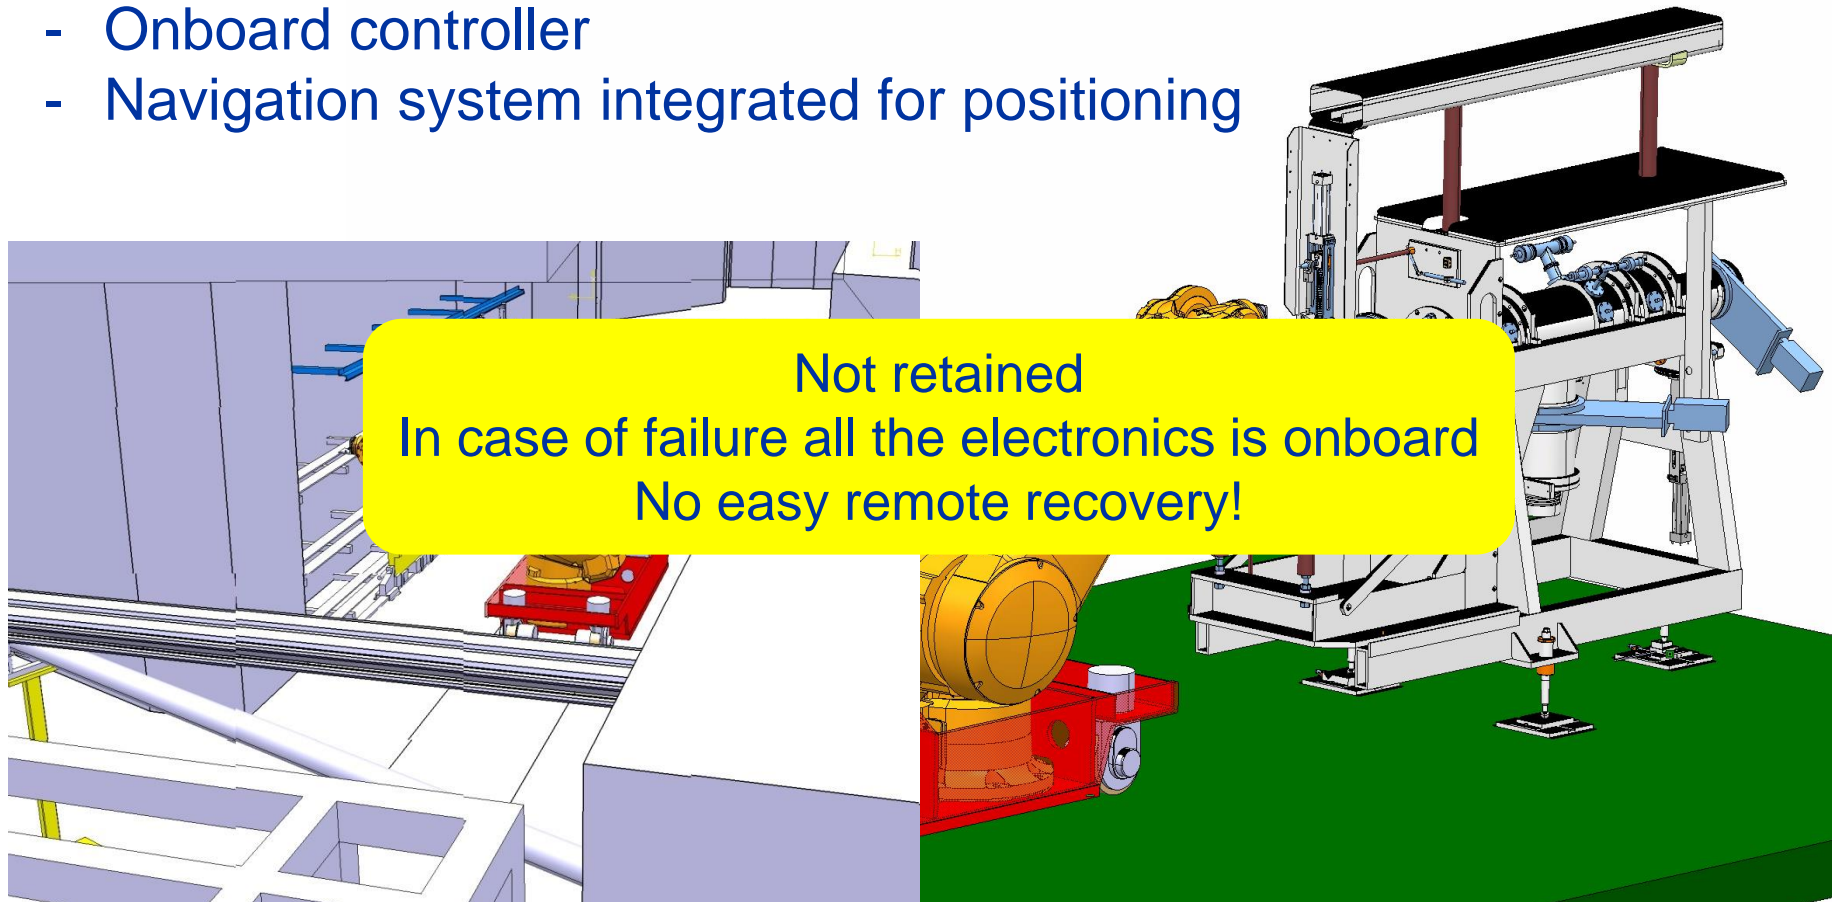 - Onboard controller
- Navigation system integrated for positioning
Not retained
In case of failure all the electronics is onboard
No easy remote recovery!